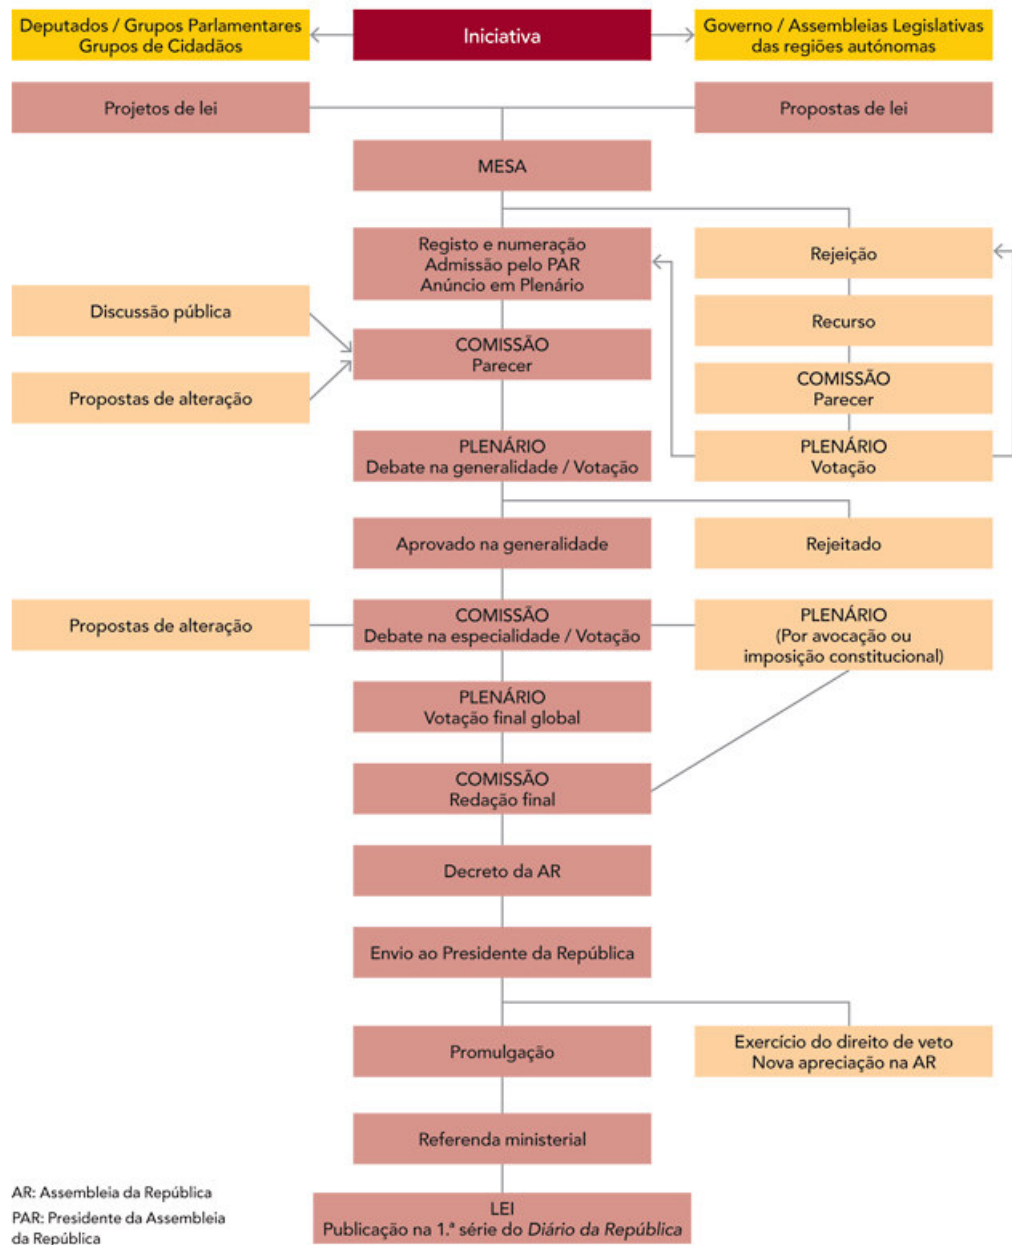 Deputados / Grupos Parlamentares
Grupos de Cidadãos
Iniciativa
Governo / Assembleias Legislativas
das regiões autónomas
Projetos de lei
Propostas de lei
MESA
Registo e numeração
Admissão pelo PAR
Anúncio em Plenário
Rejeição
Discussão pública
Recurso
COMISSÃO
Parecer
Propostas de alteração
COMISSÃO
Parecer
PLENÁRIO
Debate na generalidade / Votação
PLENÁRIO
Votação
Aprovado na generalidade
Rejeitado
Propostas de alteração
COMISSÃO
Debate na especialidade / Votação
PLENÁRIO
(Por avocação ou
imposição constitucional)
PLENÁRIO
Votação final global
COMISSÃO
Redação final
Decreto da AR
Envio ao Presidente da República
Promulgação
Exercício do direito de veto
Nova apreciação na AR
Referenda ministerial
LEI
Publicação na 1.ª série do Diário da República
AR: Assembleia da República
PAR: Presidente da Assembleia
da República